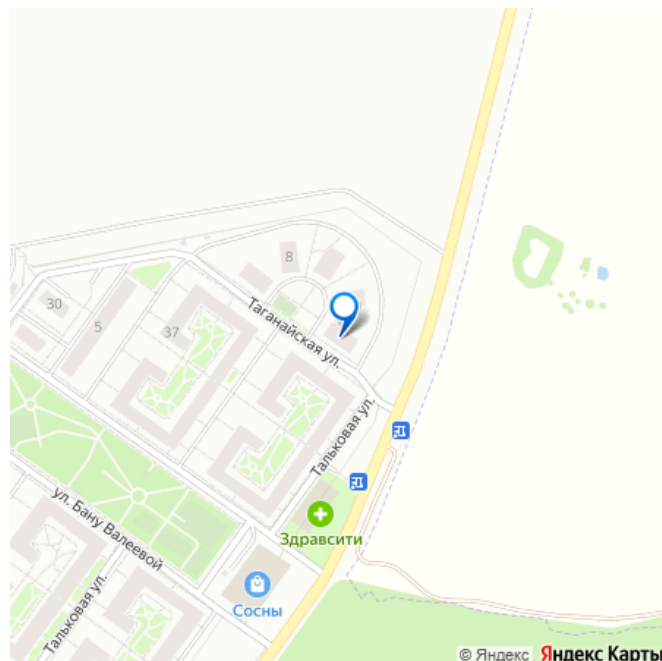 8
30
5
37
Таганайская ул.
Тальковая ул.
ул. Бану Валеевой
Здравсити
Сосны
Тальковая ул.
© Яндекс Яндекс Карты